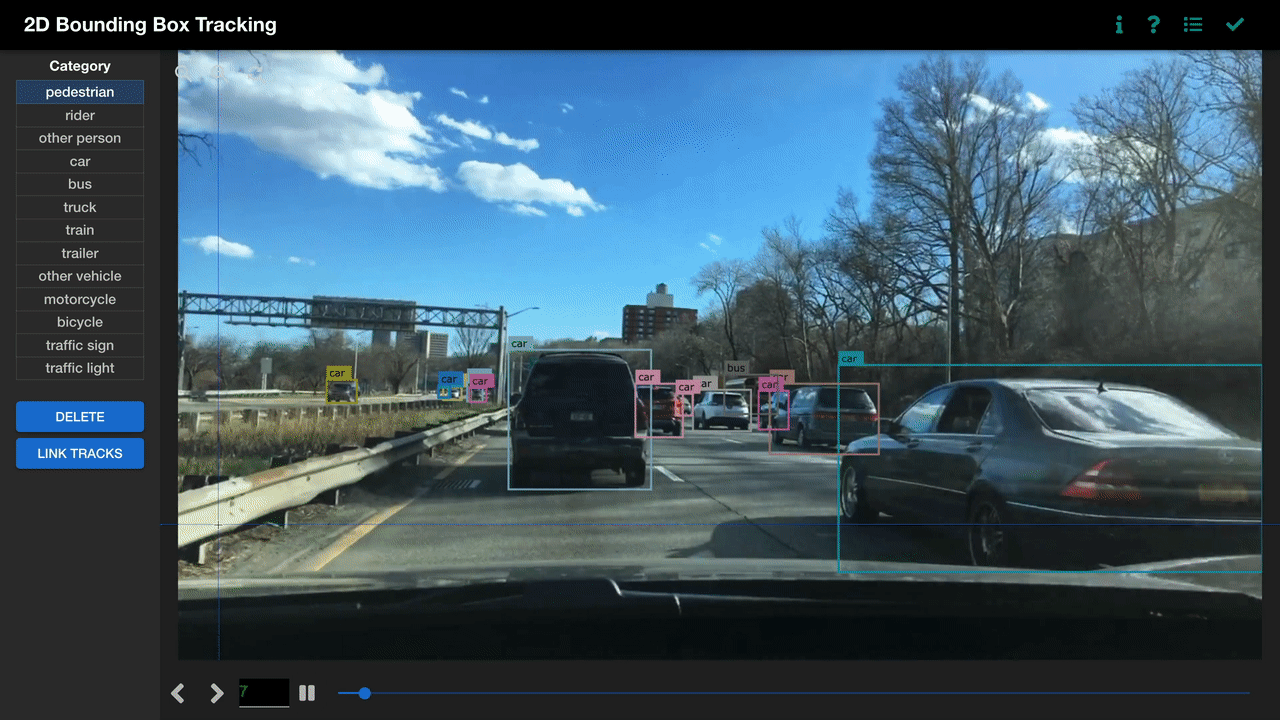 2D Bounding Box Tracking
Category
pedestrian
rider
other person
car
bus
truck
train
trailer
other vehicle
motorcycle
bicycle
traffic sign
traffic light
DELETE
LINK TRACKS
car
car
car
car
car
car
ar
bus
car
car
7